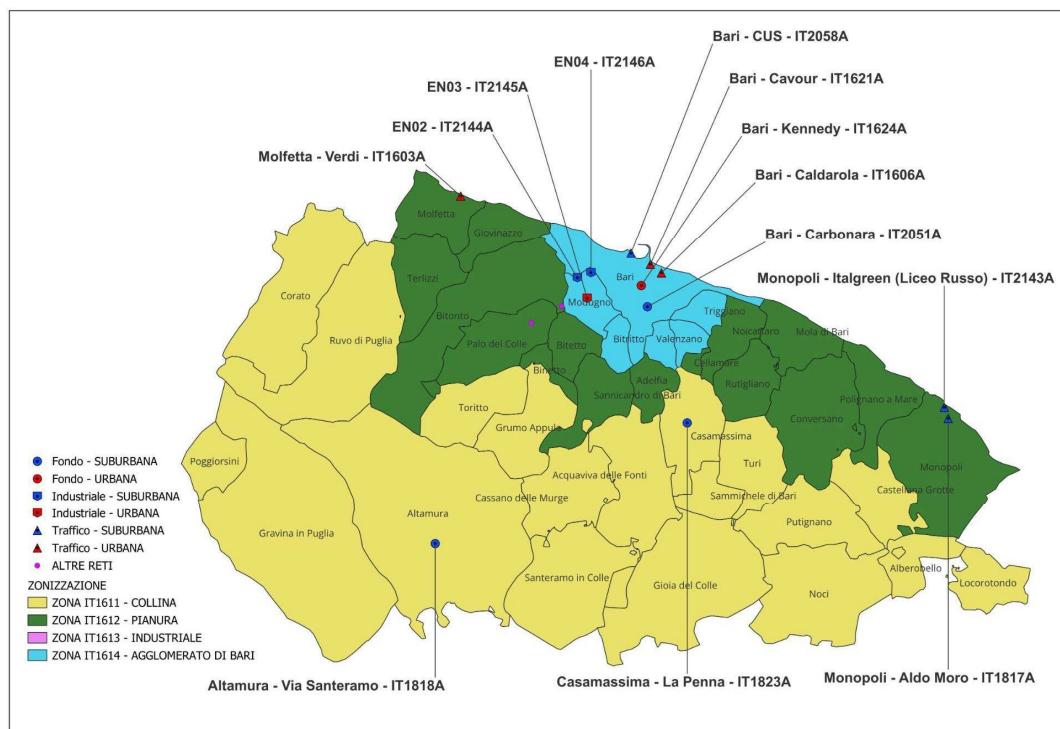 Bari - CUS - IT2058A
EN04 - IT2146A
Bari - Cavour - IT1621A
EN03 - IT2145A
EN02 - IT2144A
Bari - Kennedy - IT1624A
Molfetta - Verdi - IT1603A
Bari - Caldarola - IT1606A
Bari - Carbonara - IT2051A
Monopoli - Italgreen (Liceo Russo) - IT2143A
Molfetta
Giovinazzo
Terlizzi
Bari
Corato
Bitonto
Modugno
Triggiano
Ruvo di Puglia
Palo del Colle
Bitetto
Bitritto
Valenzano
Noicattaro
Mola di Bari
Binetto
Cellamare
Adelfia
Rutigliano
Sannicandro di Bari
Polignano a Mare
Toritto
Conversano
Grumo Appula
Casamassima
Poggiorsini
Turi
Monopoli
Acquaviva delle Fonti
Castellana Grotte
Cassano delle Murge
Sammichele di Bari
Altamura
Gravina in Puglia
Putignano
Santeramo in Colle
Gioia del Colle
Noci
Alberobello
Locorotondo
Fondo - SUBURBANA
Fondo - URBANA
Industriale - SUBURBANA
Industriale - URBANA
Traffico - SUBURBANA
Traffico - URBANA
ALTRE RETI
ZONIZZAZIONE
ZONA IT1611 - COLLINA
ZONA IT1612 - PIANURA
ZONA IT1613 - INDUSTRIALE
ZONA IT1614 - AGGLOMERATO DI BARI
Altamura - Via Santeramo - IT1818A
Casamassima - La Penna - IT1823A
Monopoli - Aldo Moro - IT1817A